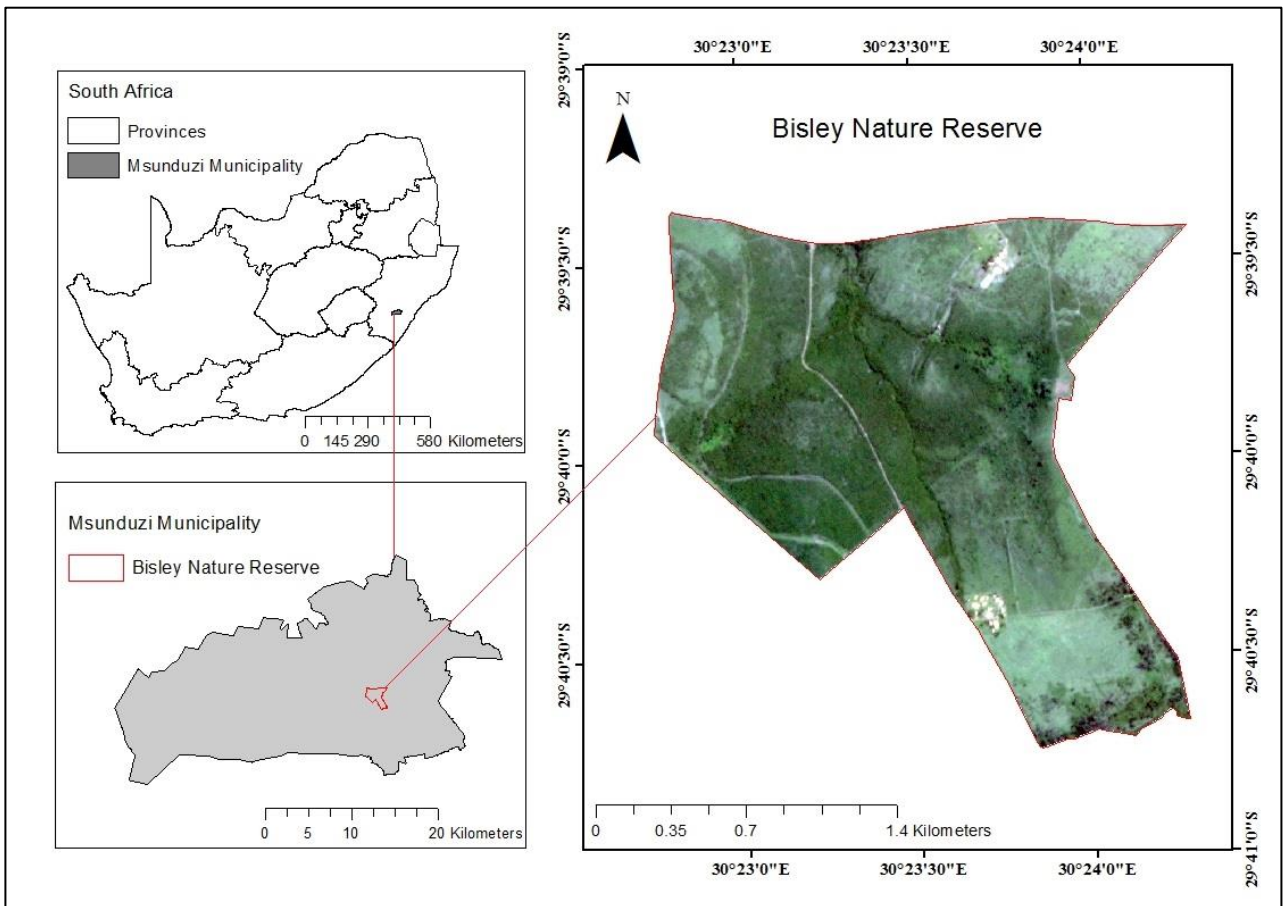 South Africa
Provinces
Msunduzi Municipality
0 145 290 580 Kilometers
Msunduzi Municipality
Bisley Nature Reserve
0 5 10 20 Kilometers
30°23'0"E 30°23'30"E 30°24'0"E
N
Bisley Nature Reserve
29°39'0"S
29°39'30"S
29°40'0"S
29°40'30"S
29°39'0"S
29°39'30"S
29°40'0"S
29°40'30"S
29°41'0"S
0 0.35 0.7 1.4 Kilometers
30°23'0"E 30°23'30"E 30°24'0"E